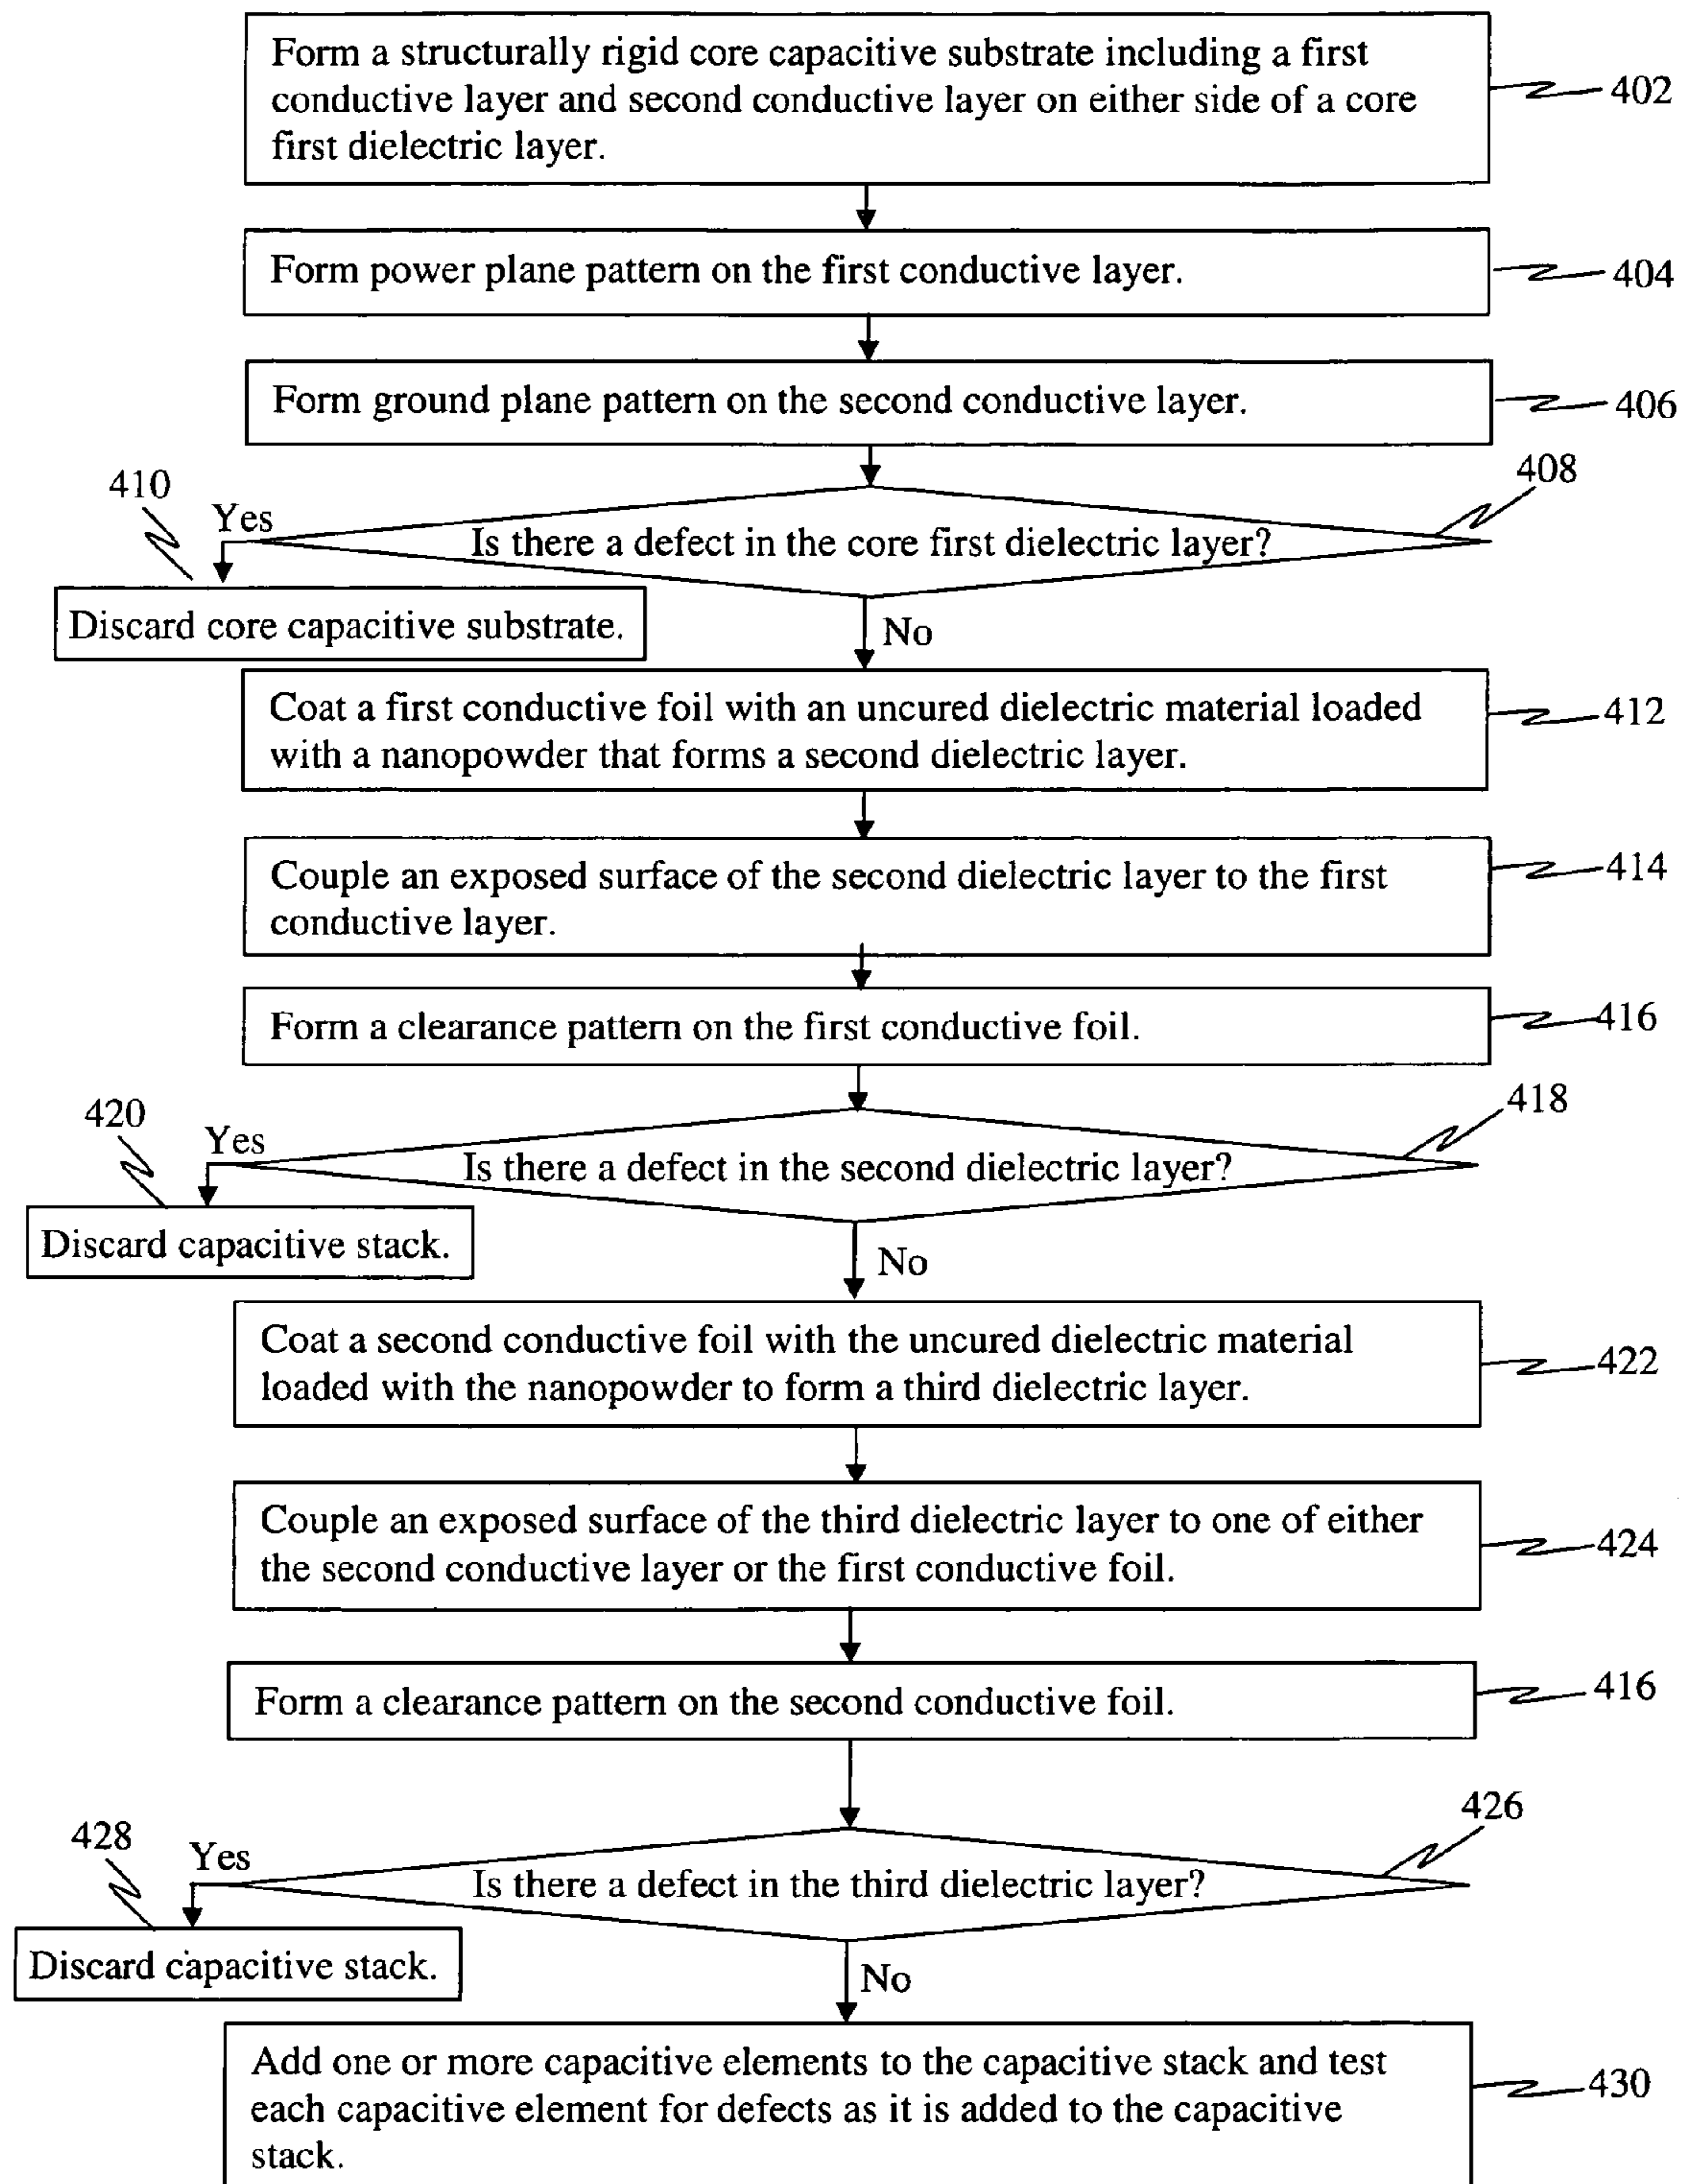 Form a structurally rigid core capacitive substrate including a first
conductive layer and second conductive layer on either side of a core
first dielectric layer.
402
Form power plane pattern on the first conductive layer.
404
Form ground plane pattern on the second conductive layer.
406
408
410
Yes
Is there a defect in the core first dielectric layer?
Discard core capacitive substrate.
No
Coat a first conductive foil with an uncured dielectric material loaded
with a nanopowder that forms a second dielectric layer.
412
Couple an exposed surface of the second dielectric layer to the first
conductive layer.
414
Form a clearance pattern on the first conductive foil.
416
418
420
Yes
Is there a defect in the second dielectric layer?
Discard capacitive stack.
No
Coat a second conductive foil with the uncured dielectric material
loaded with the nanopowder to form a third dielectric layer.
422
Couple an exposed surface of the third dielectric layer to one of either
the second conductive layer or the first conductive foil.
424
Form a clearance pattern on the second conductive foil.
416
426
428
Yes
Is there a defect in the third dielectric layer?
Discard capacitive stack.
No
Add one or more capacitive elements to the capacitive stack and test
each capacitive element for defects as it is added to the capacitive
stack.
430